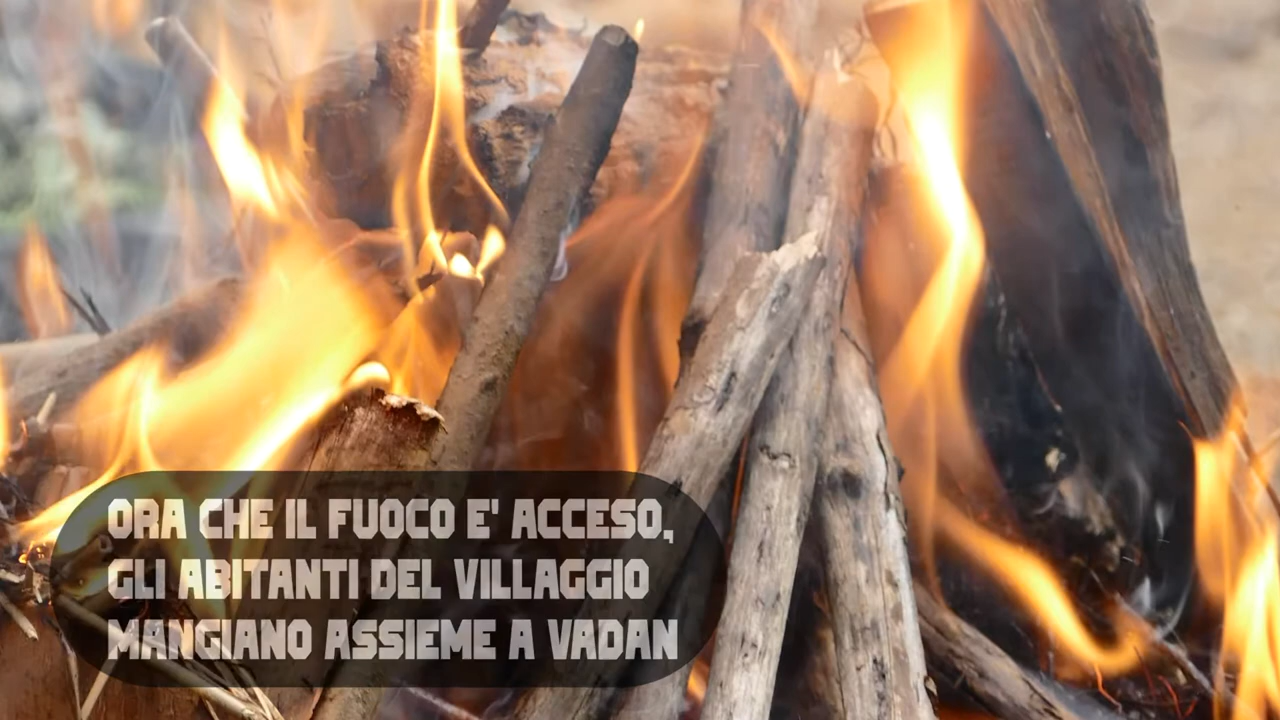 ORA CHE IL FUOCO E' ACCESO,
GLI ABITANTI DEL VILLAGGIO
MANGIANO ASSIEME A VADAN